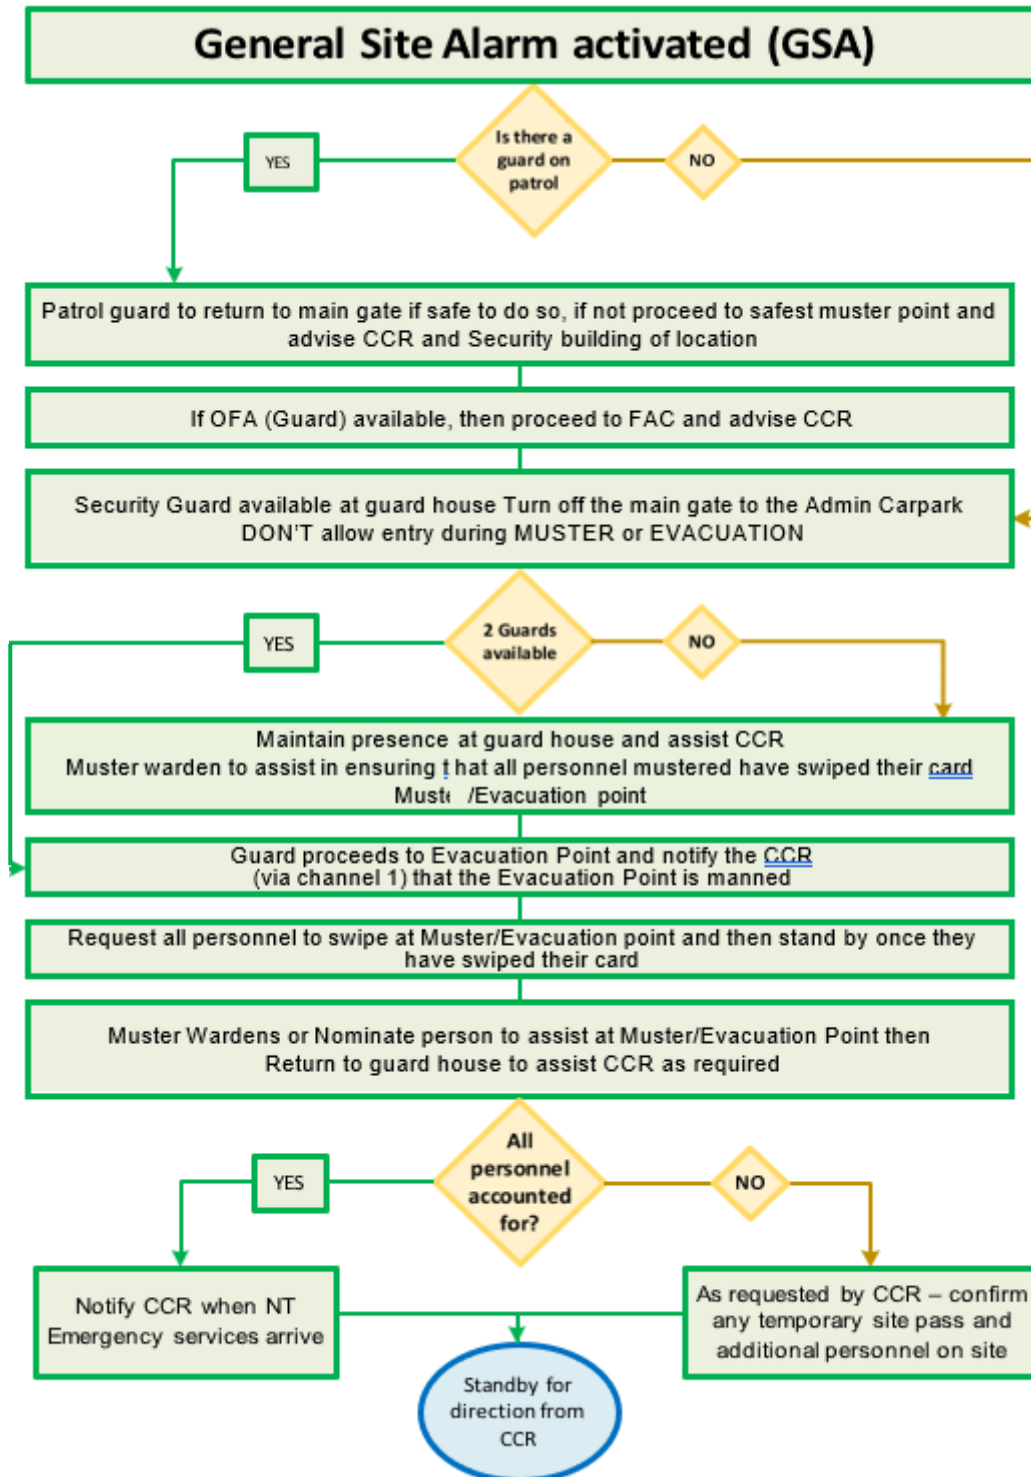 General Site Alarm activated (GSA)
Is there a
guard on
patrol
YES
NO
Patrol guard to return to main gate if safe to do so, if not proceed to safest muster point and
advise CCR and Security building of location
If OFA (Guard) available, then proceed to FAC and advise CCR
Security Guard available at guard house Turn off the main gate to the Admin Carpark
DON'T allow entry during MUSTER or EVACUATION
2 Guards
available
YES
NO
Maintain presence at guard house and assist CCR
Muster warden to assist in ensuring t hat all personnel mustered have swiped their card
/Evacuation point
Guard proceeds to Evacuation Point and notify the CCR
(via channel 1) that the Evacuation Point is manned
Request all personnel to swipe at Muster/Evacuation point and then stand by once they
have swiped their card
Muster Wardens or Nominate person to assist at Muster/Evacuation Point then
Return to guard house to assist CCR as required
All
personnel
accounted
for?
YES
NO
Notify CCR when NT
Emergency services arrive
As requested by CCR – confirm
any temporary site pass and
additional personnel on site
Standby for
direction from
CCR